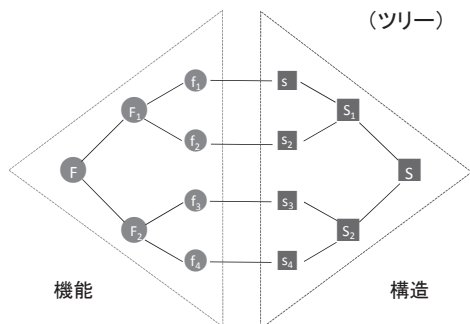 （ツリー）
f₁ s
F₁ S₁
f₂ s₂
F S
f₃ s₃
F₂ S₂
f₄ s₄
機能 構造